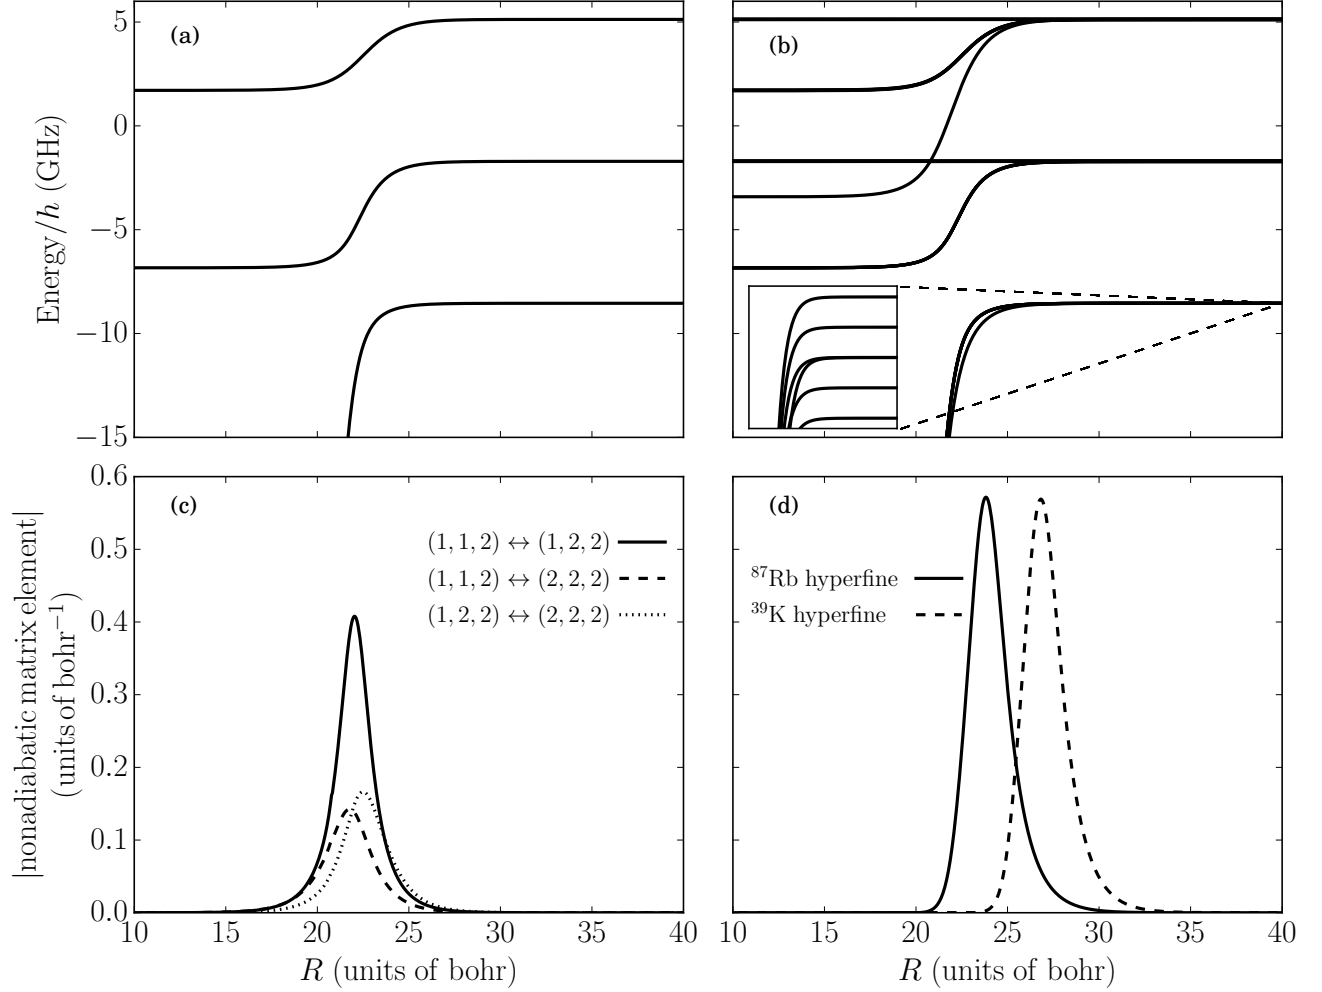 (a)
(b)
5
0
−5
−10
−15
Energy/h (GHz)
(c)
(d)
0.6
0.5
0.4
0.3
0.2
0.1
0.0
|nonadiabatic matrix element|
(units of bohr⁻¹)
(1, 1, 2) ↔ (1, 2, 2)
(1, 1, 2) ↔ (2, 2, 2)
(1, 2, 2) ↔ (2, 2, 2)
⁸⁷Rb hyperfine
³⁹K hyperfine
10 15 20 25 30 35 40
10 15 20 25 30 35 40
R (units of bohr)
R (units of bohr)